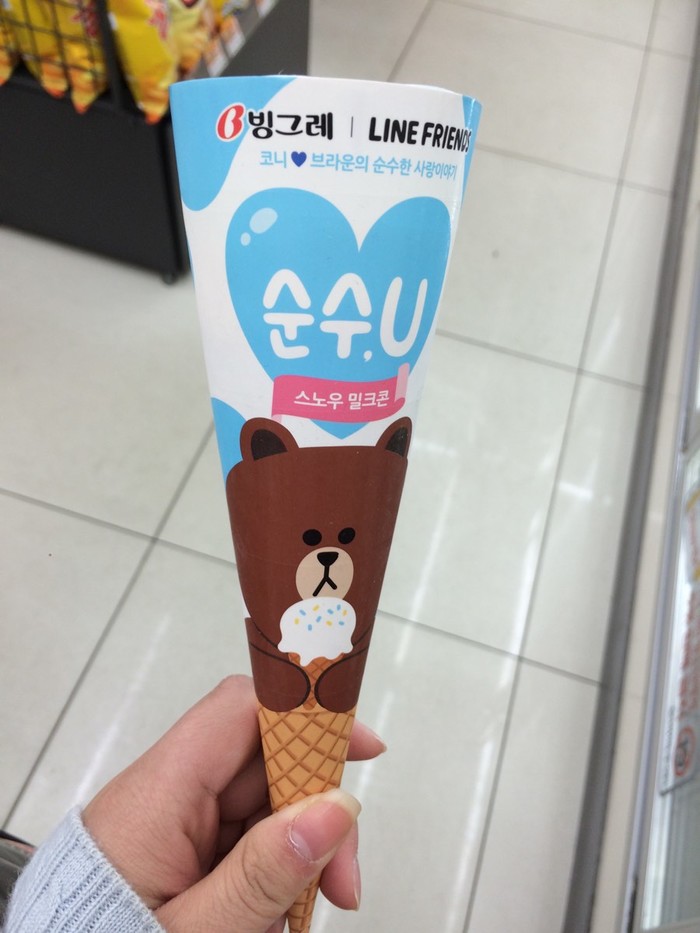 빙그레 | LINE FRIENDS
코니 💙 브라운의 순수한 사랑이야기
순수, U
스노우 밀크콘